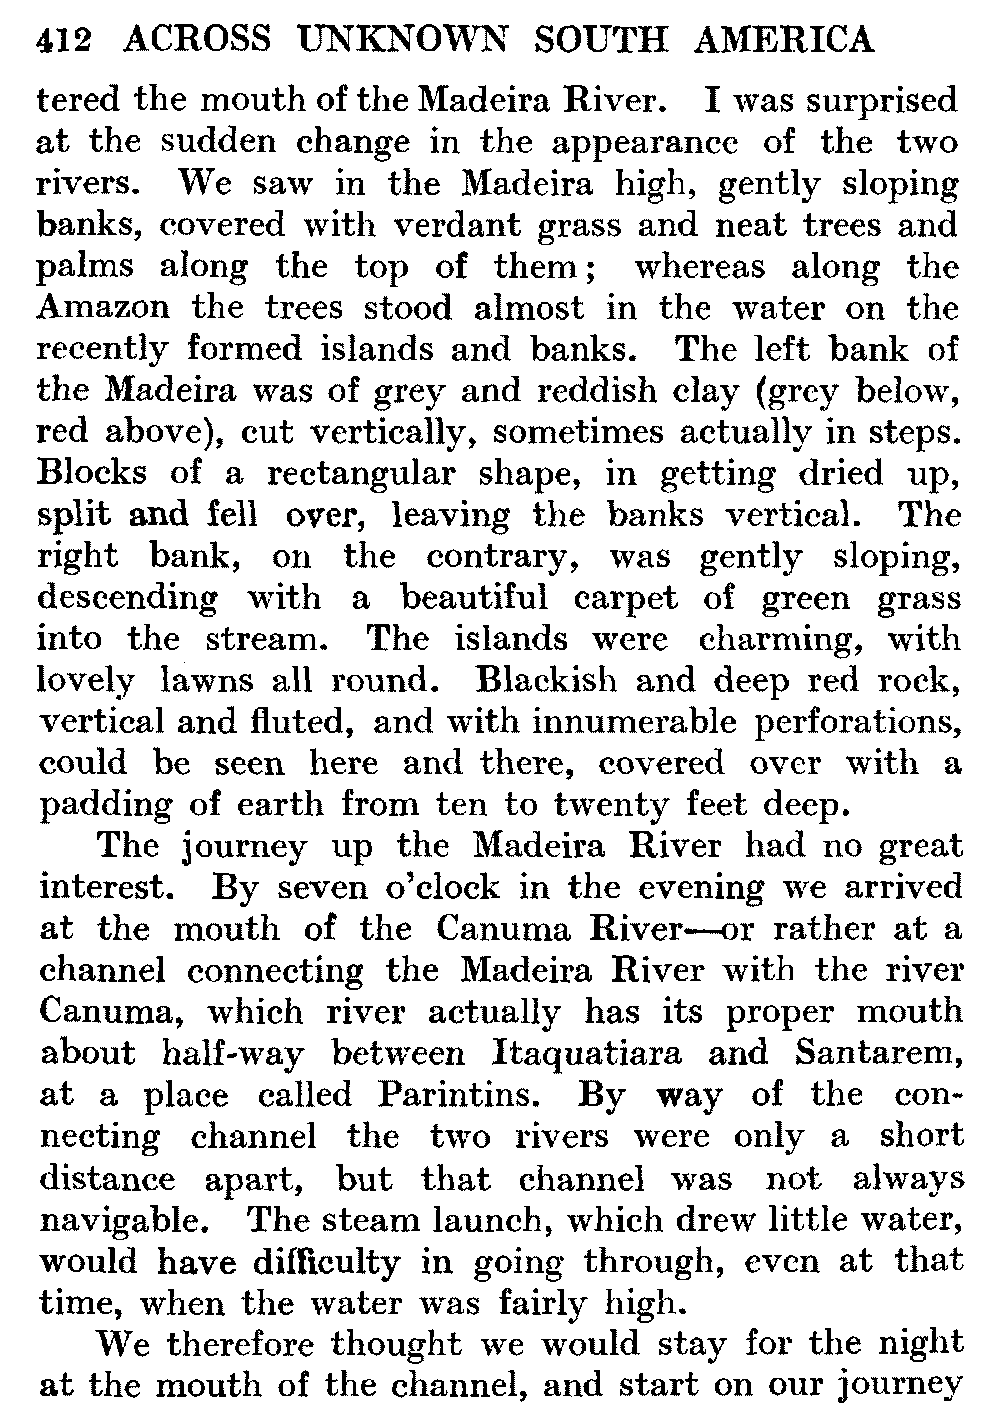 412 ACROSS UNKNOWN SOUTH AMERICA
tered the mouth of the Madeira River. I was surprised
at the sudden change in the appearance of the two
rivers. We saw in the Madeira high, gently sloping
banks, covered with verdant grass and neat trees and
palms along the top of them; whereas along the
Amazon the trees stood almost in the water on the
recently formed islands and banks. The left bank of
the Madeira was of grey and reddish clay (grey below,
red above), cut vertically, sometimes actually in steps.
Blocks of a rectangular shape, in getting dried up,
split and fell over, leaving the banks vertical. The
right bank, on the contrary, was gently sloping,
descending with a beautiful carpet of green grass
into the stream. The islands were charming, with
lovely lawns all round. Blackish and deep red rock,
vertical and fluted, and with innumerable perforations,
could be seen here and there, covered over with a
padding of earth from ten to twenty feet deep.
The journey up the Madeira River had no great
interest. By seven o'clock in the evening we arrived
at the mouth of the Canuma River—or rather at a
channel connecting the Madeira River with the river
Canuma, which river actually has its proper mouth
about half-way between Itaquatiara and Santarem,
at a place called Parintins. By way of the con-
necting channel the two rivers were only a short
distance apart, but that channel was not always
navigable. The steam launch, which drew little water,
would have difficulty in going through, even at that
time, when the water was fairly high.
We therefore thought we would stay for the night
at the mouth of the channel, and start on our journey